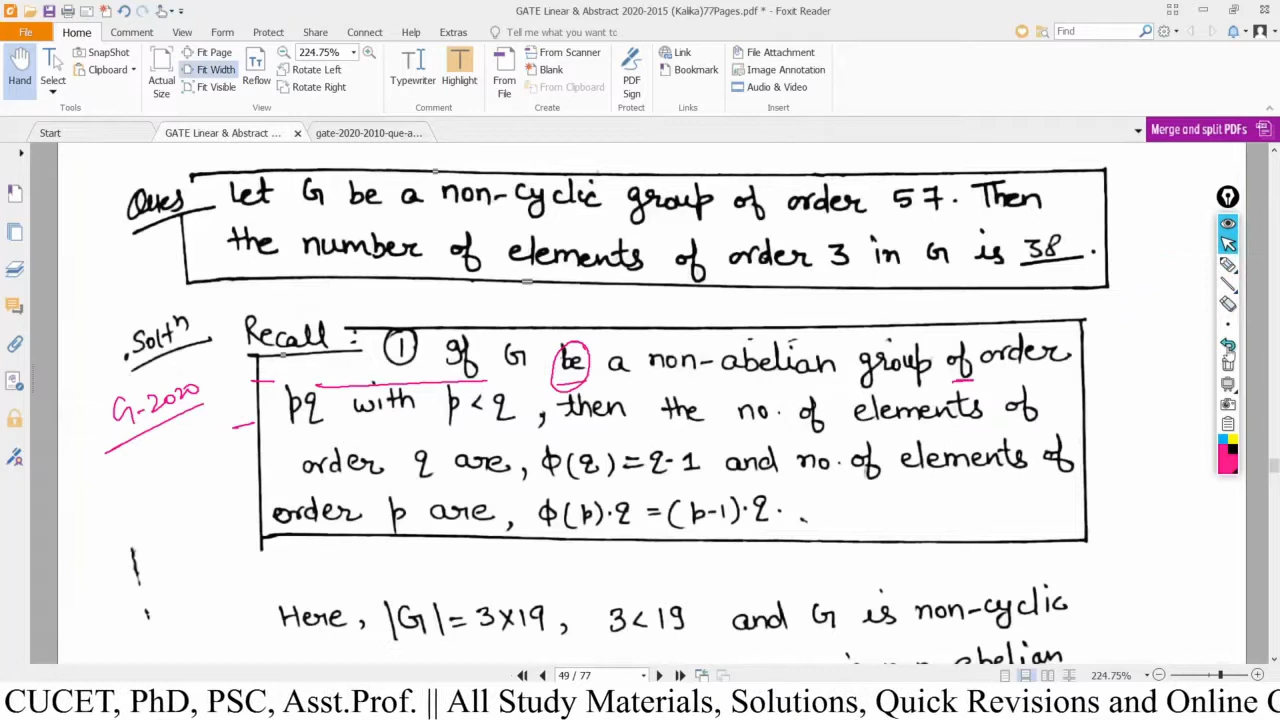 GATE Linear & Abstract 2020-2015 (Kalika)77Pages.pdf * - Foxit Reader
File Home Comment View Form Protect Share Connect Help Extras Tell me what you want to Find
SnapShot Fit Page 224.75% From Scanner Link File Attachment
Clipboard Fit Width Rotate Left Blank Bookmark Image Annotation
Fit Visible Rotate Right From Clipboard Audio & Video
Hand Select Actual Size Reflow Typewriter Highlight From File PDF Sign
Tools View Comment Create Protect Links Insert
Start GATE Linear & Abstract ... gate-2020-2010-que-a... Merge and split PDFs
Ques Let G be a non-cyclic group of order 57. Then
the number of elements of order 3 in G is 38.
Soltn Recall : ① If G be a non-abelian group of order
G-2020 pq with p < q, then the no. of elements of
order q are, ϕ(q) = q-1 and no. of elements of
order p are, ϕ(p)·q = (p-1)·q.
Here, |G| = 3×19, 3<19 and G is non-cyclic
abelian
49 / 77 224.75%
CUCET, PhD, PSC, Asst.Prof. || All Study Materials, Solutions, Quick Revisions and Online